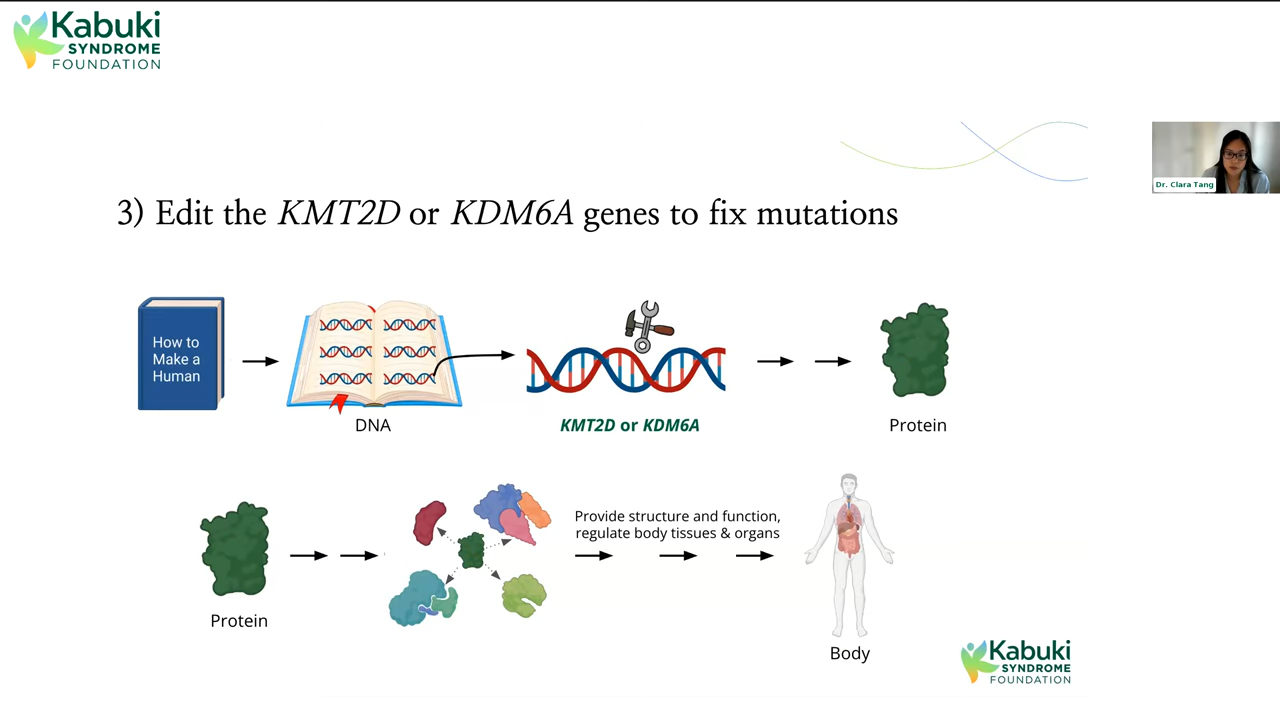 Kabuki
SYNDROME
FOUNDATION
Dr. Clara Tang
3) Edit the KMT2D or KDM6A genes to fix mutations
How to
Make a
Human
DNA
KMT2D or KDM6A
Protein
Provide structure and function,
regulate body tissues & organs
Protein
Body
Kabuki
SYNDROME
FOUNDATION